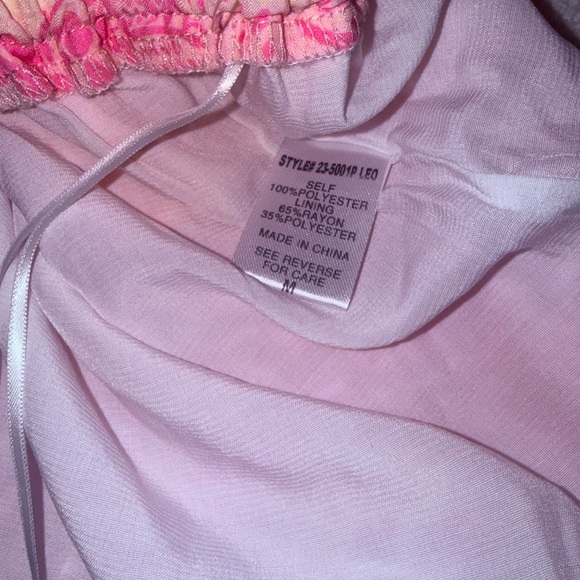 STYLE# 23-5001P LEO
SELF
100%POLYESTER
LINING
65%RAYON
35%POLYESTER
MADE IN CHINA
SEE REVERSE
FOR CARE
M